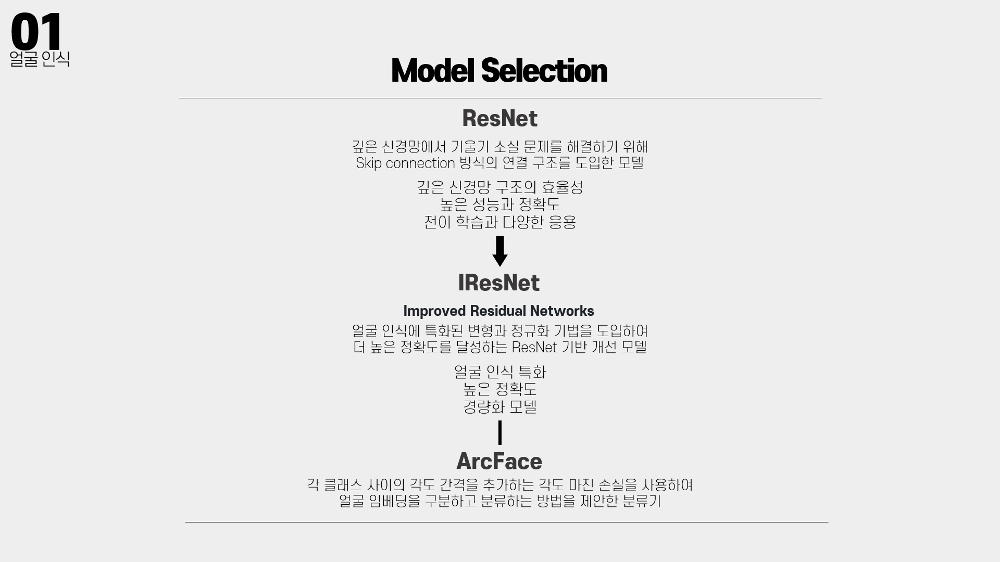 01
얼굴 인식
Model Selection
ResNet
깊은 신경망에서 기울기 소실 문제를 해결하기 위해
Skip connection 방식의 연결 구조를 도입한 모델
깊은 신경망 구조의 효율성
높은 성능과 정확도
전이 학습과 다양한 응용
IResNet
Improved Residual Networks
얼굴 인식에 특화된 변형과 정규화 기법을 도입하여
더 높은 정확도를 달성하는 ResNet 기반 개선 모델
얼굴 인식 특화
높은 정확도
경량화 모델
ArcFace
각 클래스 사이의 각도 간격을 추가하는 각도 마진 손실을 사용하여
얼굴 임베딩을 구분하고 분류하는 방법을 제안한 분류기